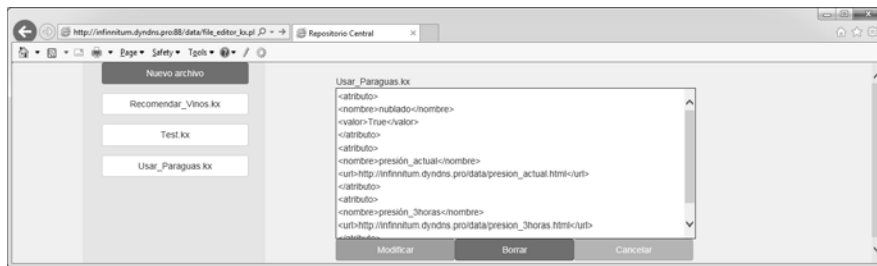 http://infinnitum.dyndns.pro:88/data/file_editor_kx.pl
Repositorio Central
Page Safety Tools
Nuevo archivo
Recomendar_Vinos.kx
Test.kx
Usar_Paraguas.kx
Usar_Paraguas.kx
<atributo>
<nombre>nublado</nombre>
<valor>True</valor>
</atributo>
<atributo>
<nombre>presión_actual</nombre>
<url>http://infinnitum.dyndns.pro/data/presion_actual.html</url>
</atributo>
<atributo>
<nombre>presión_3horas</nombre>
<url>http://infinnitum.dyndns.pro/data/presion_3horas.html</url>
</atributo>
Modificar Borrar Cancelar